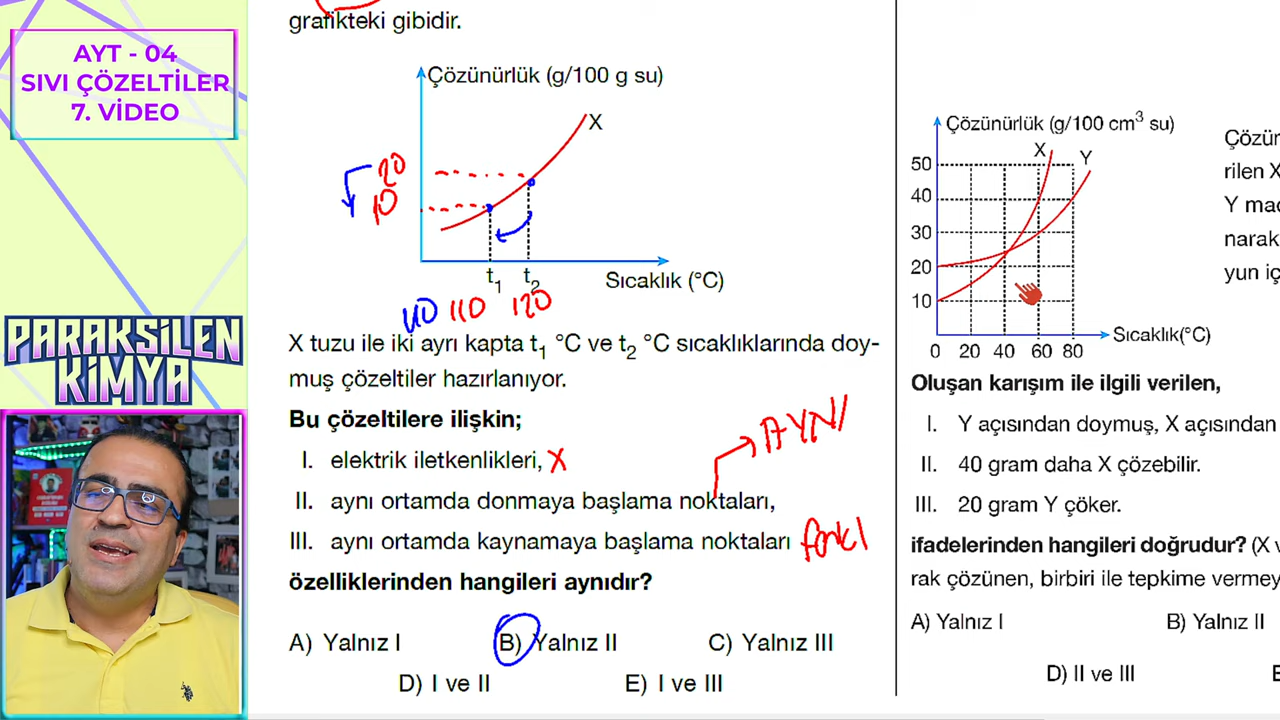 AYT - 04
SIVI ÇÖZELTİLER
7. VİDEO
PARAKSİLEN
KİMYA
grafikteki gibidir.
Çözünürlük (g/100 g su)
X
20
10
t1 t2
Sıcaklık (°C)
110 110 120
X tuzu ile iki ayrı kapta t1 °C ve t2 °C sıcaklıklarında doy-
muş çözeltiler hazırlanıyor.
Bu çözeltilere ilişkin;
I. elektrik iletkenlikleri, X
AYNI
II. aynı ortamda donmaya başlama noktaları,
III. aynı ortamda kaynamaya başlama noktaları farklı
özelliklerinden hangileri aynıdır?
A) Yalnız I B) Yalnız II C) Yalnız III
D) I ve II E) I ve III
Çözünürlük (g/100 cm3 su)
X Y
50
40
30
20
10
0 20 40 60 80
Sıcaklık(°C)
Çözün
rilen X
Y mad
narak
yun iç
Oluşan karışım ile ilgili verilen,
I. Y açısından doymuş, X açısından
II. 40 gram daha X çözebilir.
III. 20 gram Y çöker.
ifadelerinden hangileri doğrudur? (X v
rak çözünen, birbiri ile tepkime vermey
A) Yalnız I B) Yalnız II
D) II ve III E